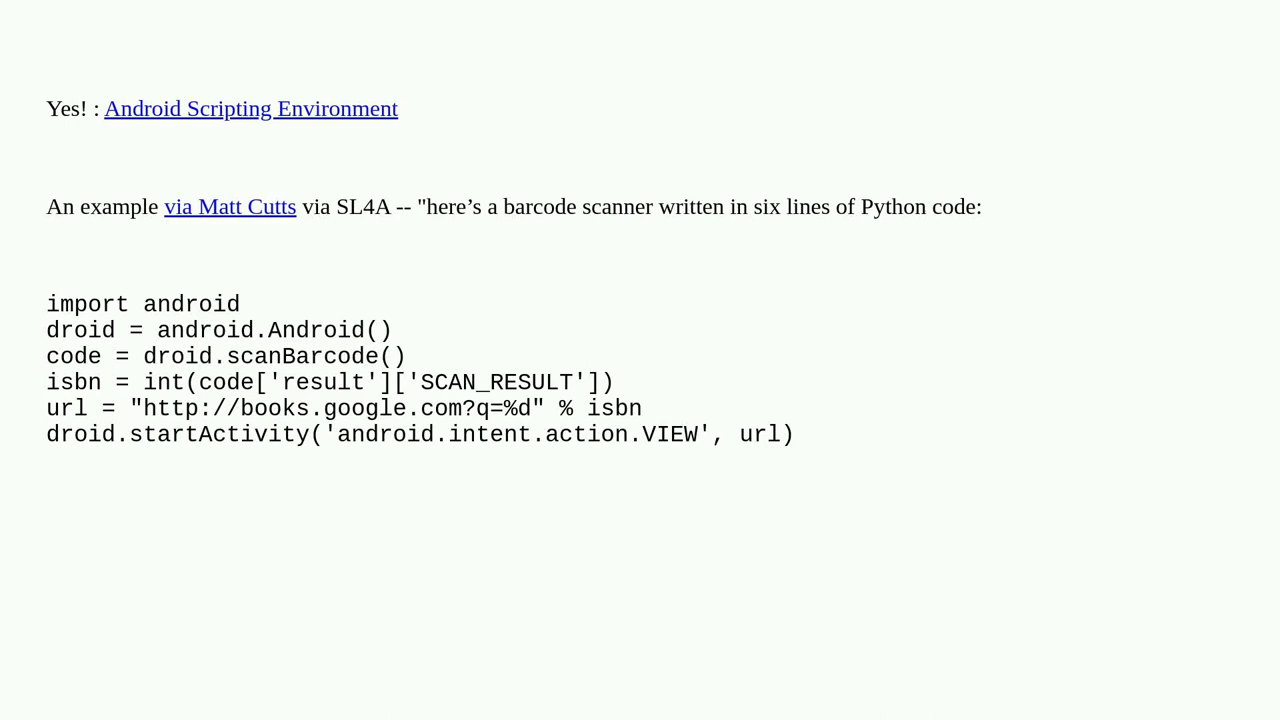 Yes! : Android Scripting Environment
An example via Matt Cutts via SL4A -- "here’s a barcode scanner written in six lines of Python code:
import android
droid = android.Android()
code = droid.scanBarcode()
isbn = int(code['result']['SCAN_RESULT'])
url = "http://books.google.com?q=%d" % isbn
droid.startActivity('android.intent.action.VIEW', url)